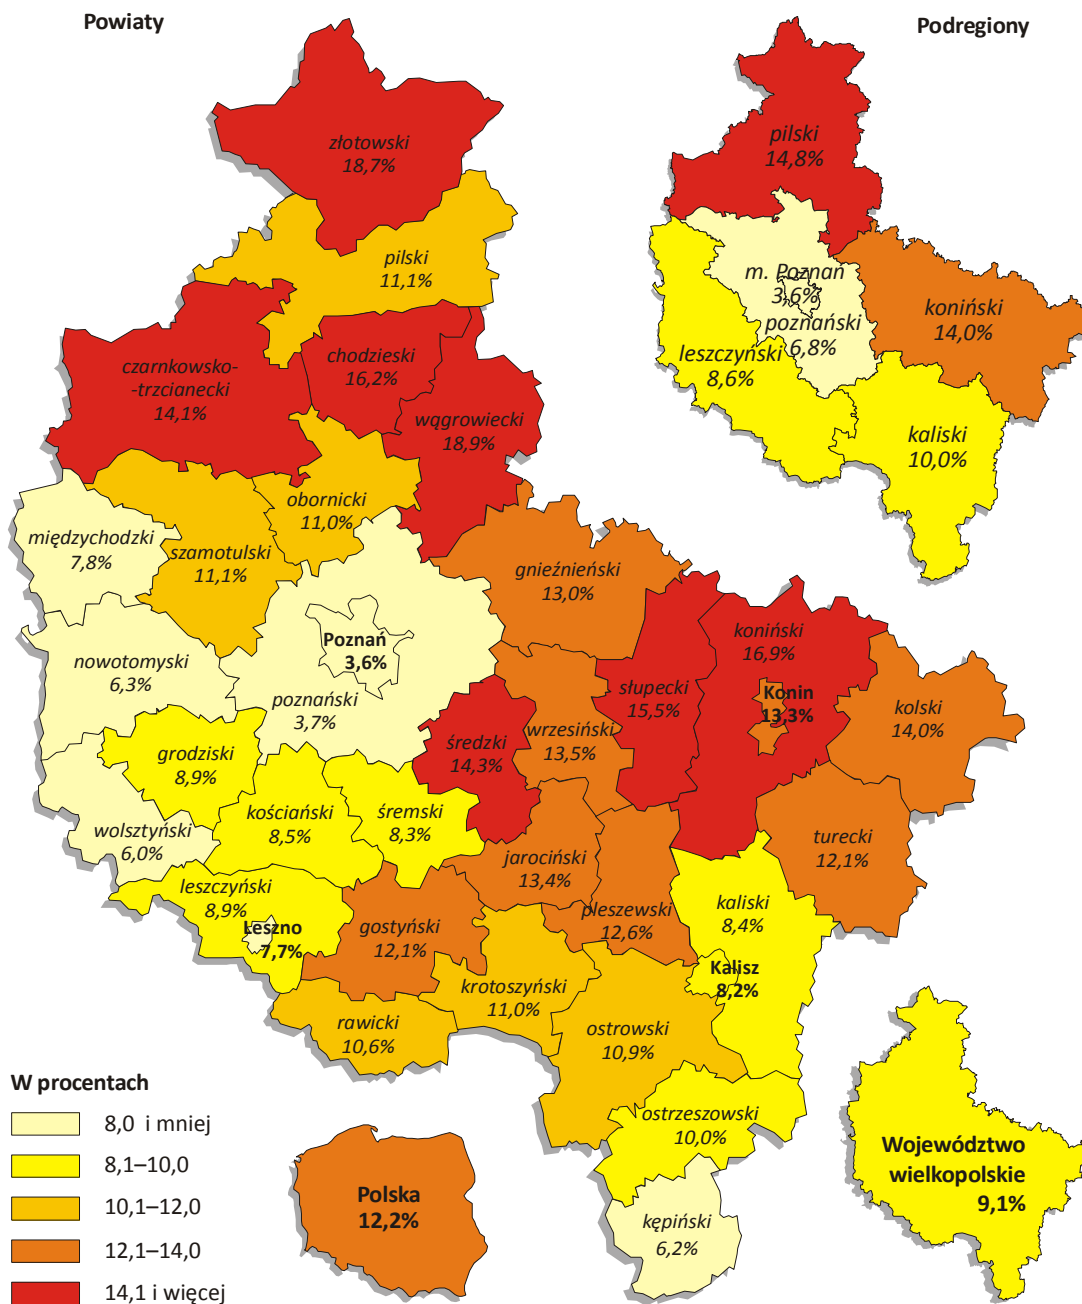 Powiaty
Podregiony
złotowski
18,7%
pilski
11,1%
czarnkowsko-
-trzcianecki
14,1%
chodzieski
16,2%
wągrowiecki
18,9%
obornicki
11,0%
międzychodzki
7,8%
szamotulski
11,1%
gnieźnieński
13,0%
Poznań
3,6%
nowotomyski
6,3%
poznański
3,7%
koniński
16,9%
słupecki
15,5%
Konin
13,3%
kolski
14,0%
wrzesiński
13,5%
średzki
14,3%
grodziski
8,9%
kościański
8,5%
śremski
8,3%
wolsztyński
6,0%
turecki
12,1%
jarociński
13,4%
leszczyński
8,9%
Leszno
7,7%
gostyński
12,1%
pleszewski
12,6%
kaliski
8,4%
Kalisz
8,2%
krotoszyński
11,0%
rawicki
10,6%
ostrowski
10,9%
ostrzeszowski
10,0%
kępiński
6,2%
pilski
14,8%
m. Poznań
3,6%
poznański
6,8%
koniński
14,0%
leszczyński
8,6%
kaliski
10,0%
W procentach
8,0 i mniej
8,1–10,0
10,1–12,0
12,1–14,0
14,1 i więcej
Polska
12,2%
Województwo
wielkopolskie
9,1%